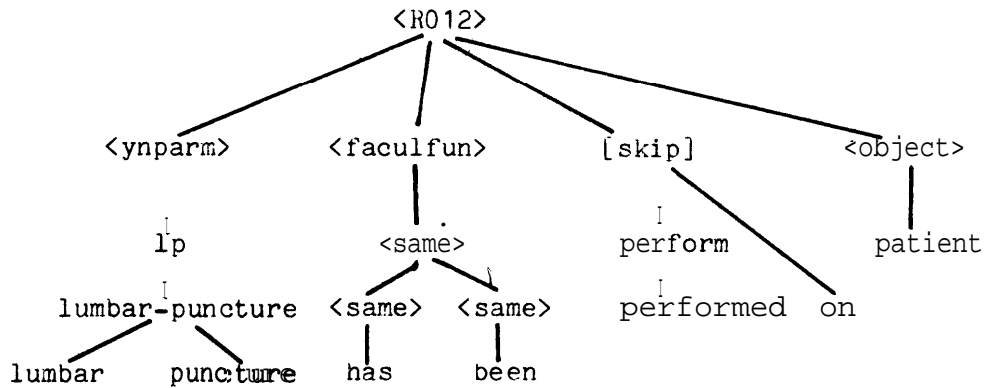 <R012>
<ynparm> <faculfun> [skip] <object>
lp <same> perform patient
lumbar-puncture <same> <same> performed on
lumbar puncture has been